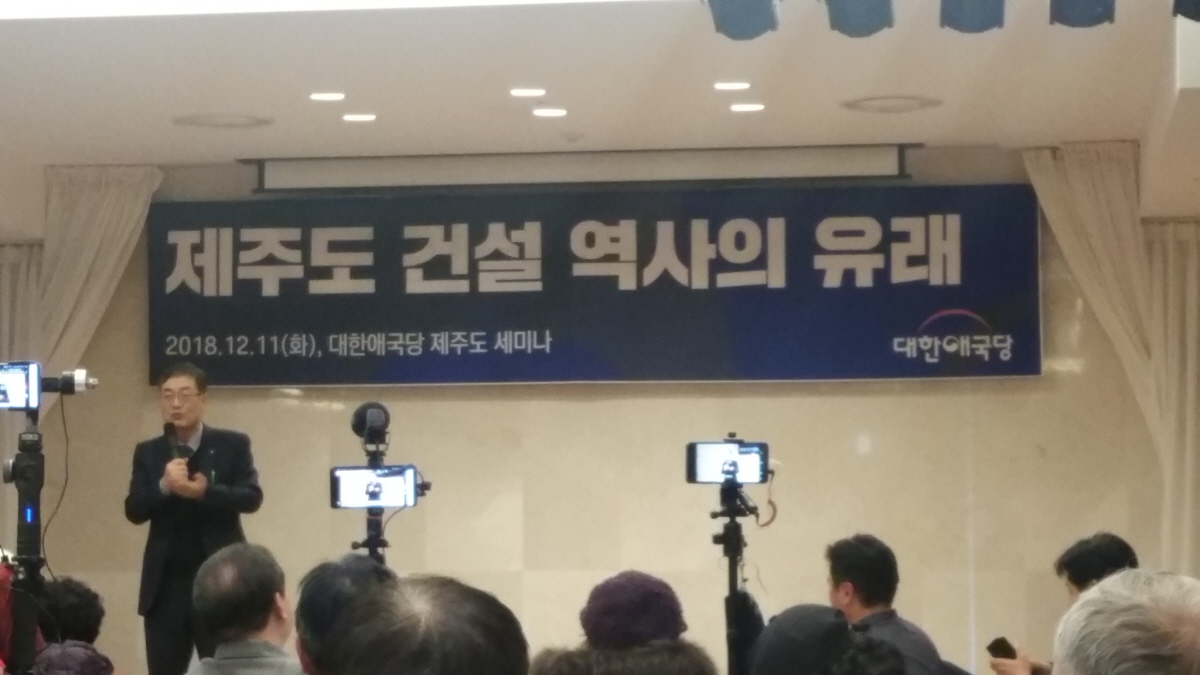 제주도 건설 역사의 유래
2018.12.11(화), 대한애국당 제주도 세미나
대한애국당